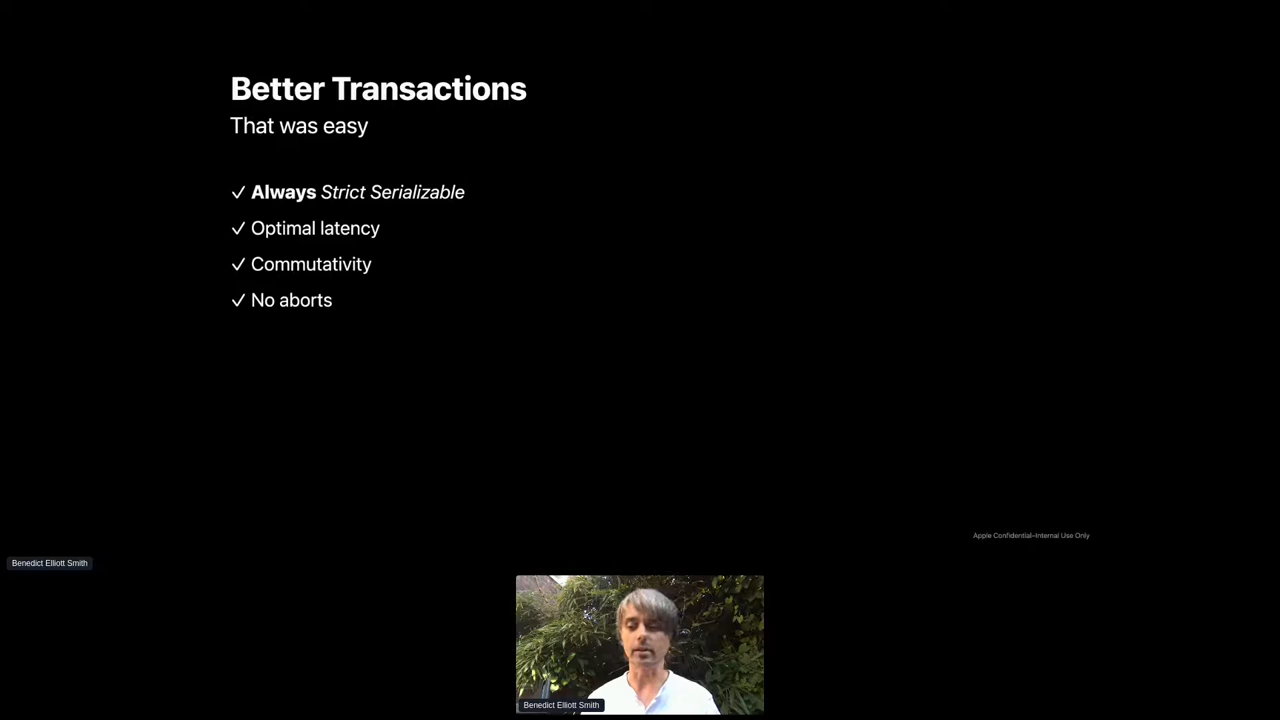 Better Transactions
That was easy
✓ Always Strict Serializable
✓ Optimal latency
✓ Commutativity
✓ No aborts
Apple Confidential–Internal Use Only
Benedict Elliott Smith
Benedict Elliott Smith